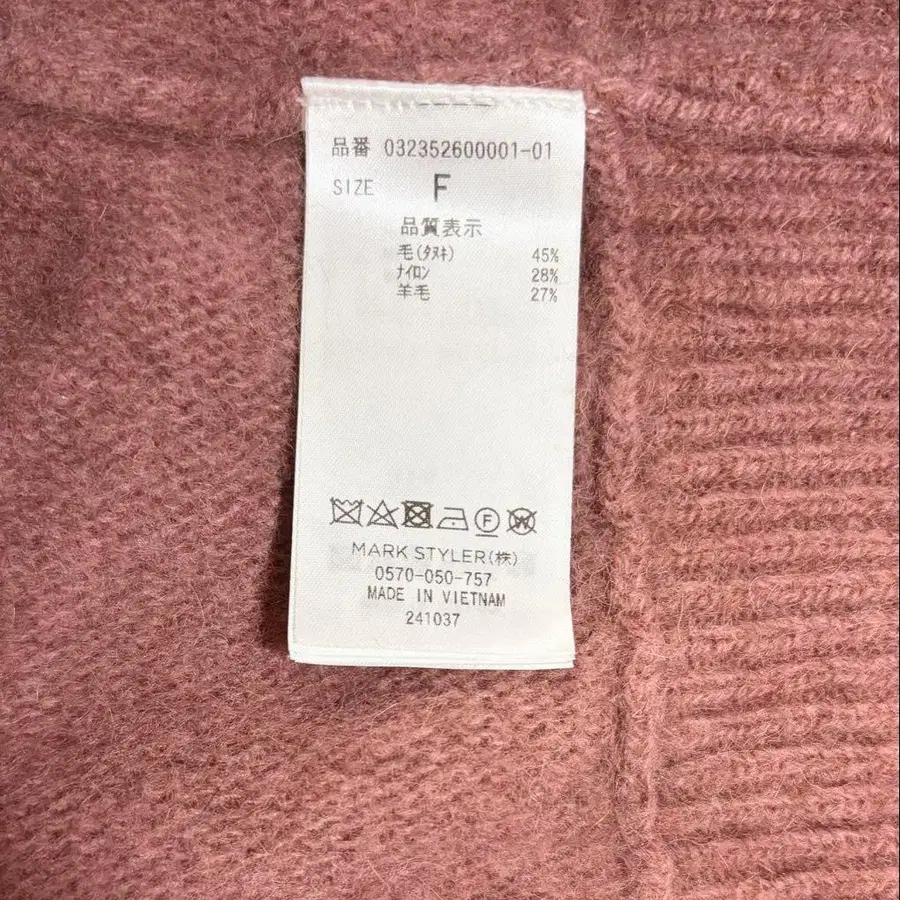 品番 032352600001-01
SIZE F
品質表示
毛(タヌキ) 45%
ナイロン 28%
羊毛 27%
MARK STYLER(株)
0570-050-757
MADE IN VIETNAM
241037